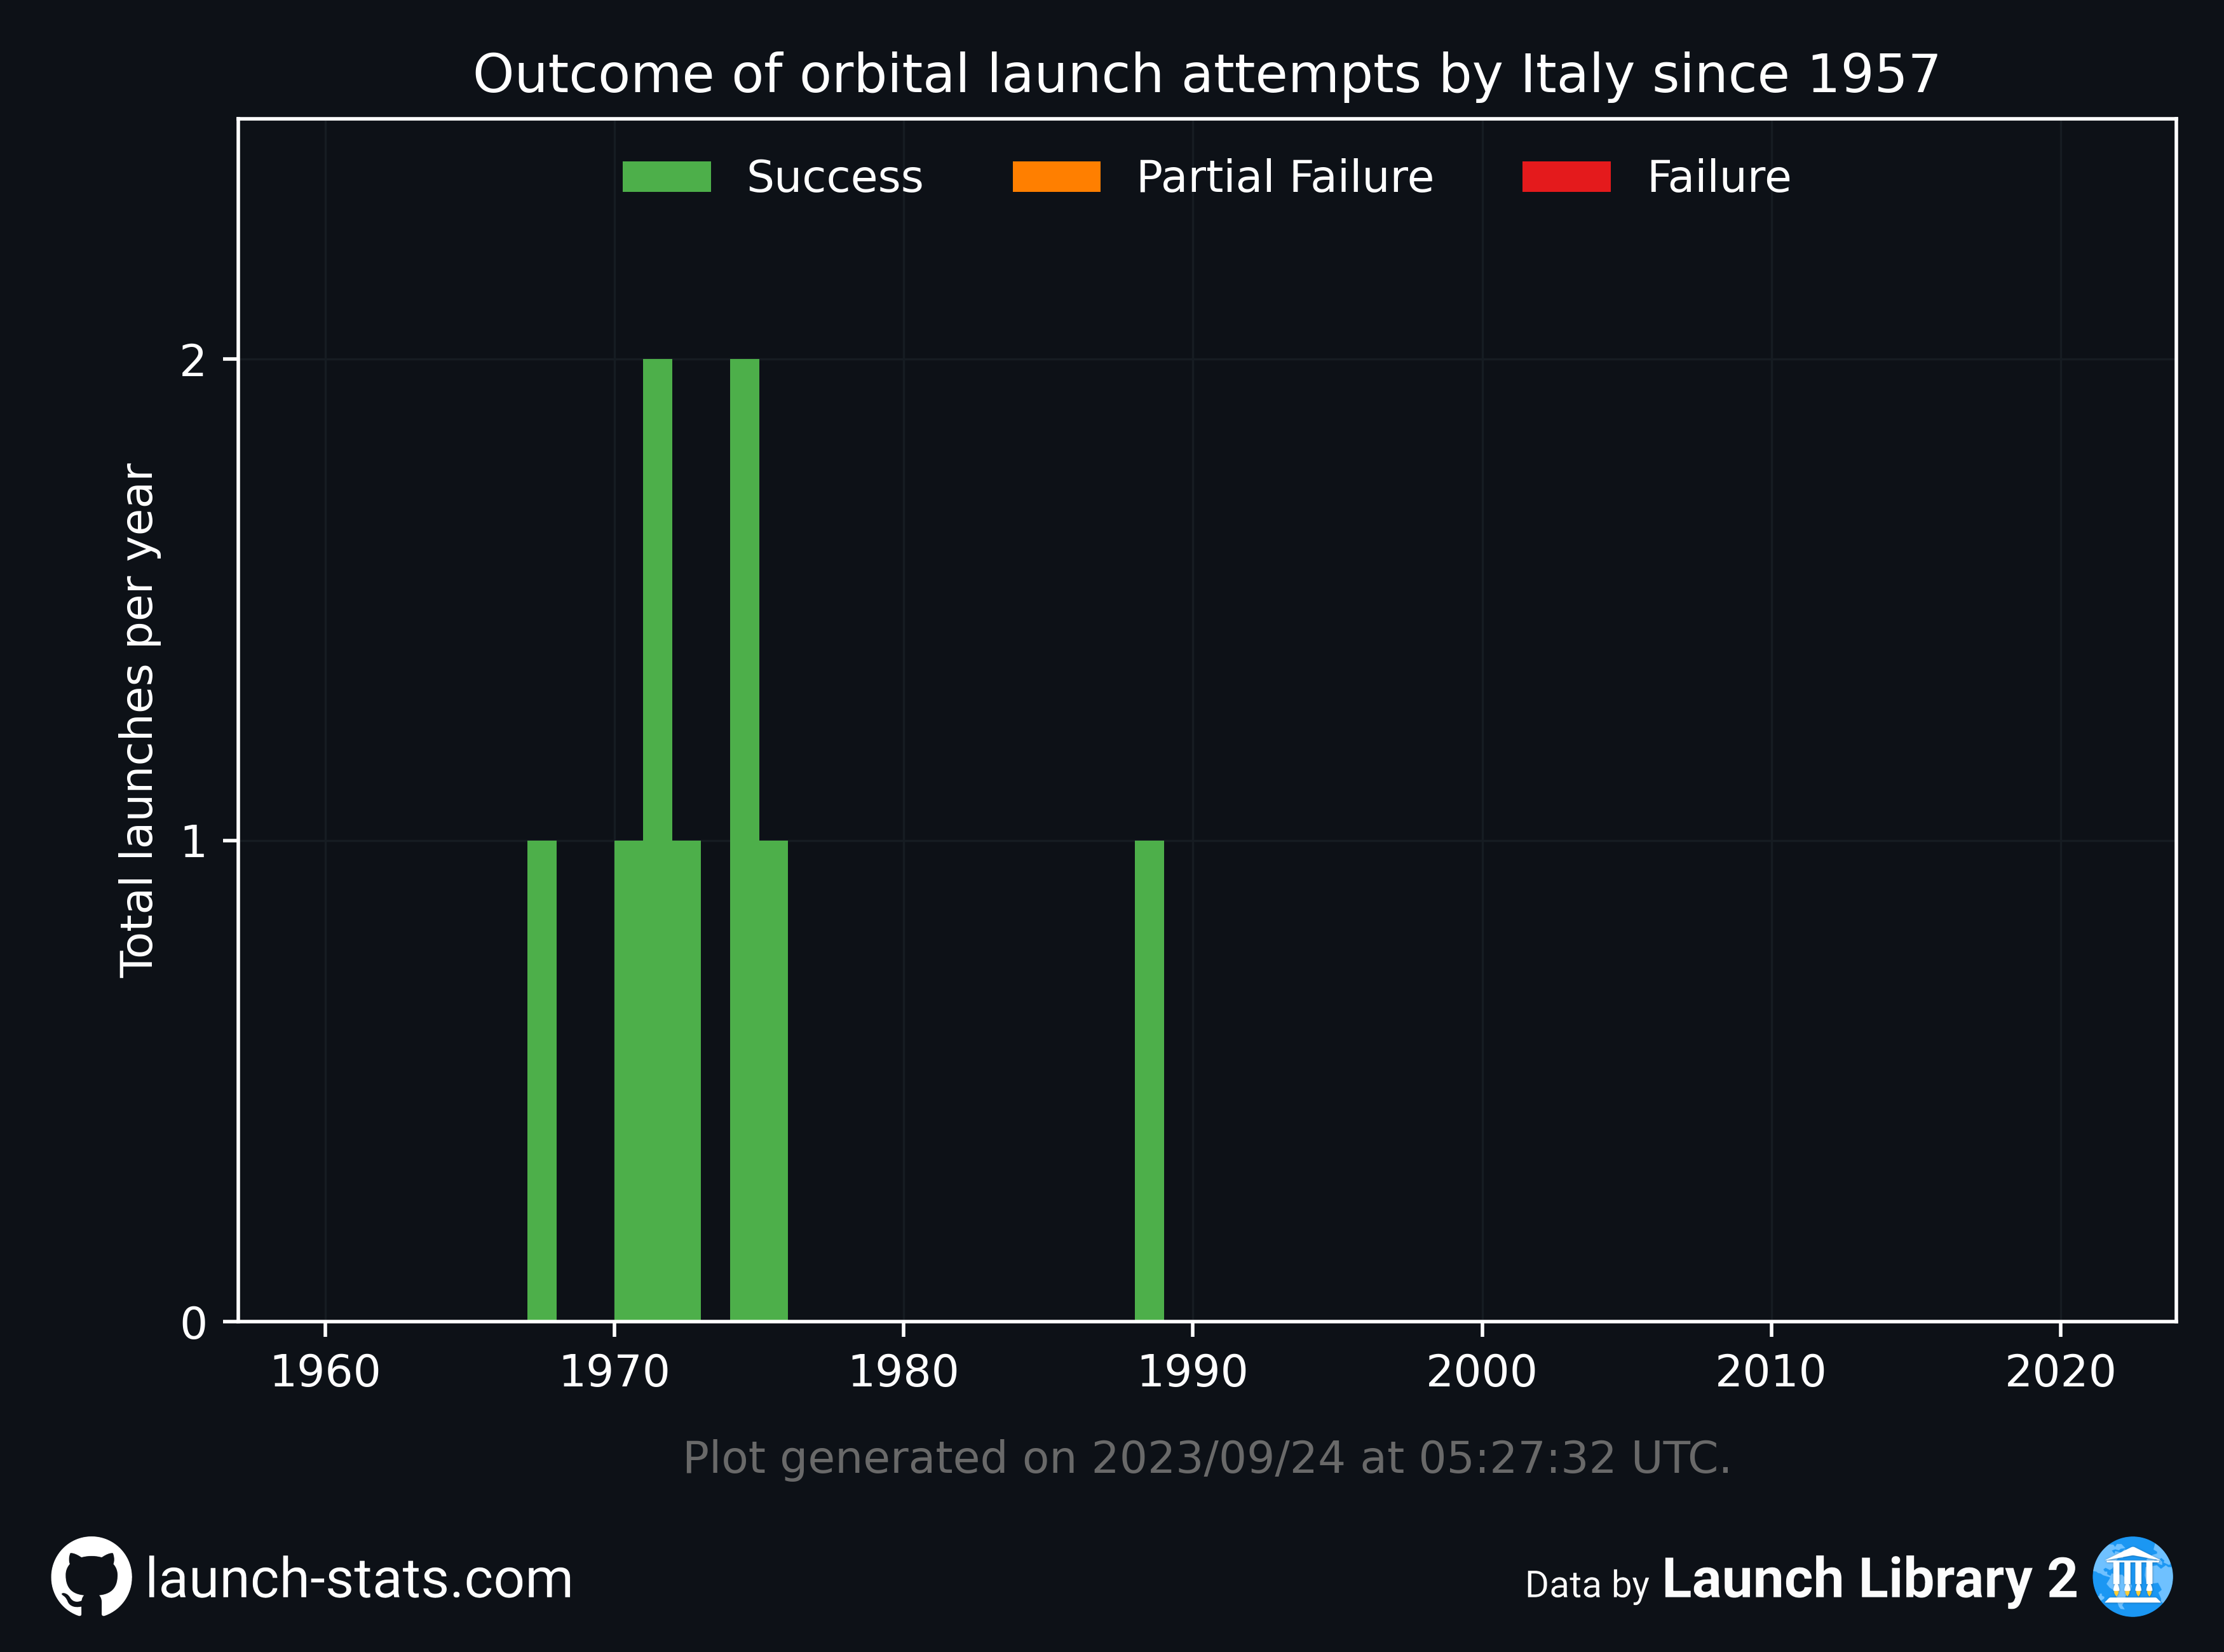 Outcome of orbital launch attempts by Italy since 1957
Success Partial Failure Failure
Total launches per year
2
1
0
1960 1970 1980 1990 2000 2010 2020
Plot generated on 2023/09/24 at 05:27:32 UTC.
launch-stats.com
Data by Launch Library 2